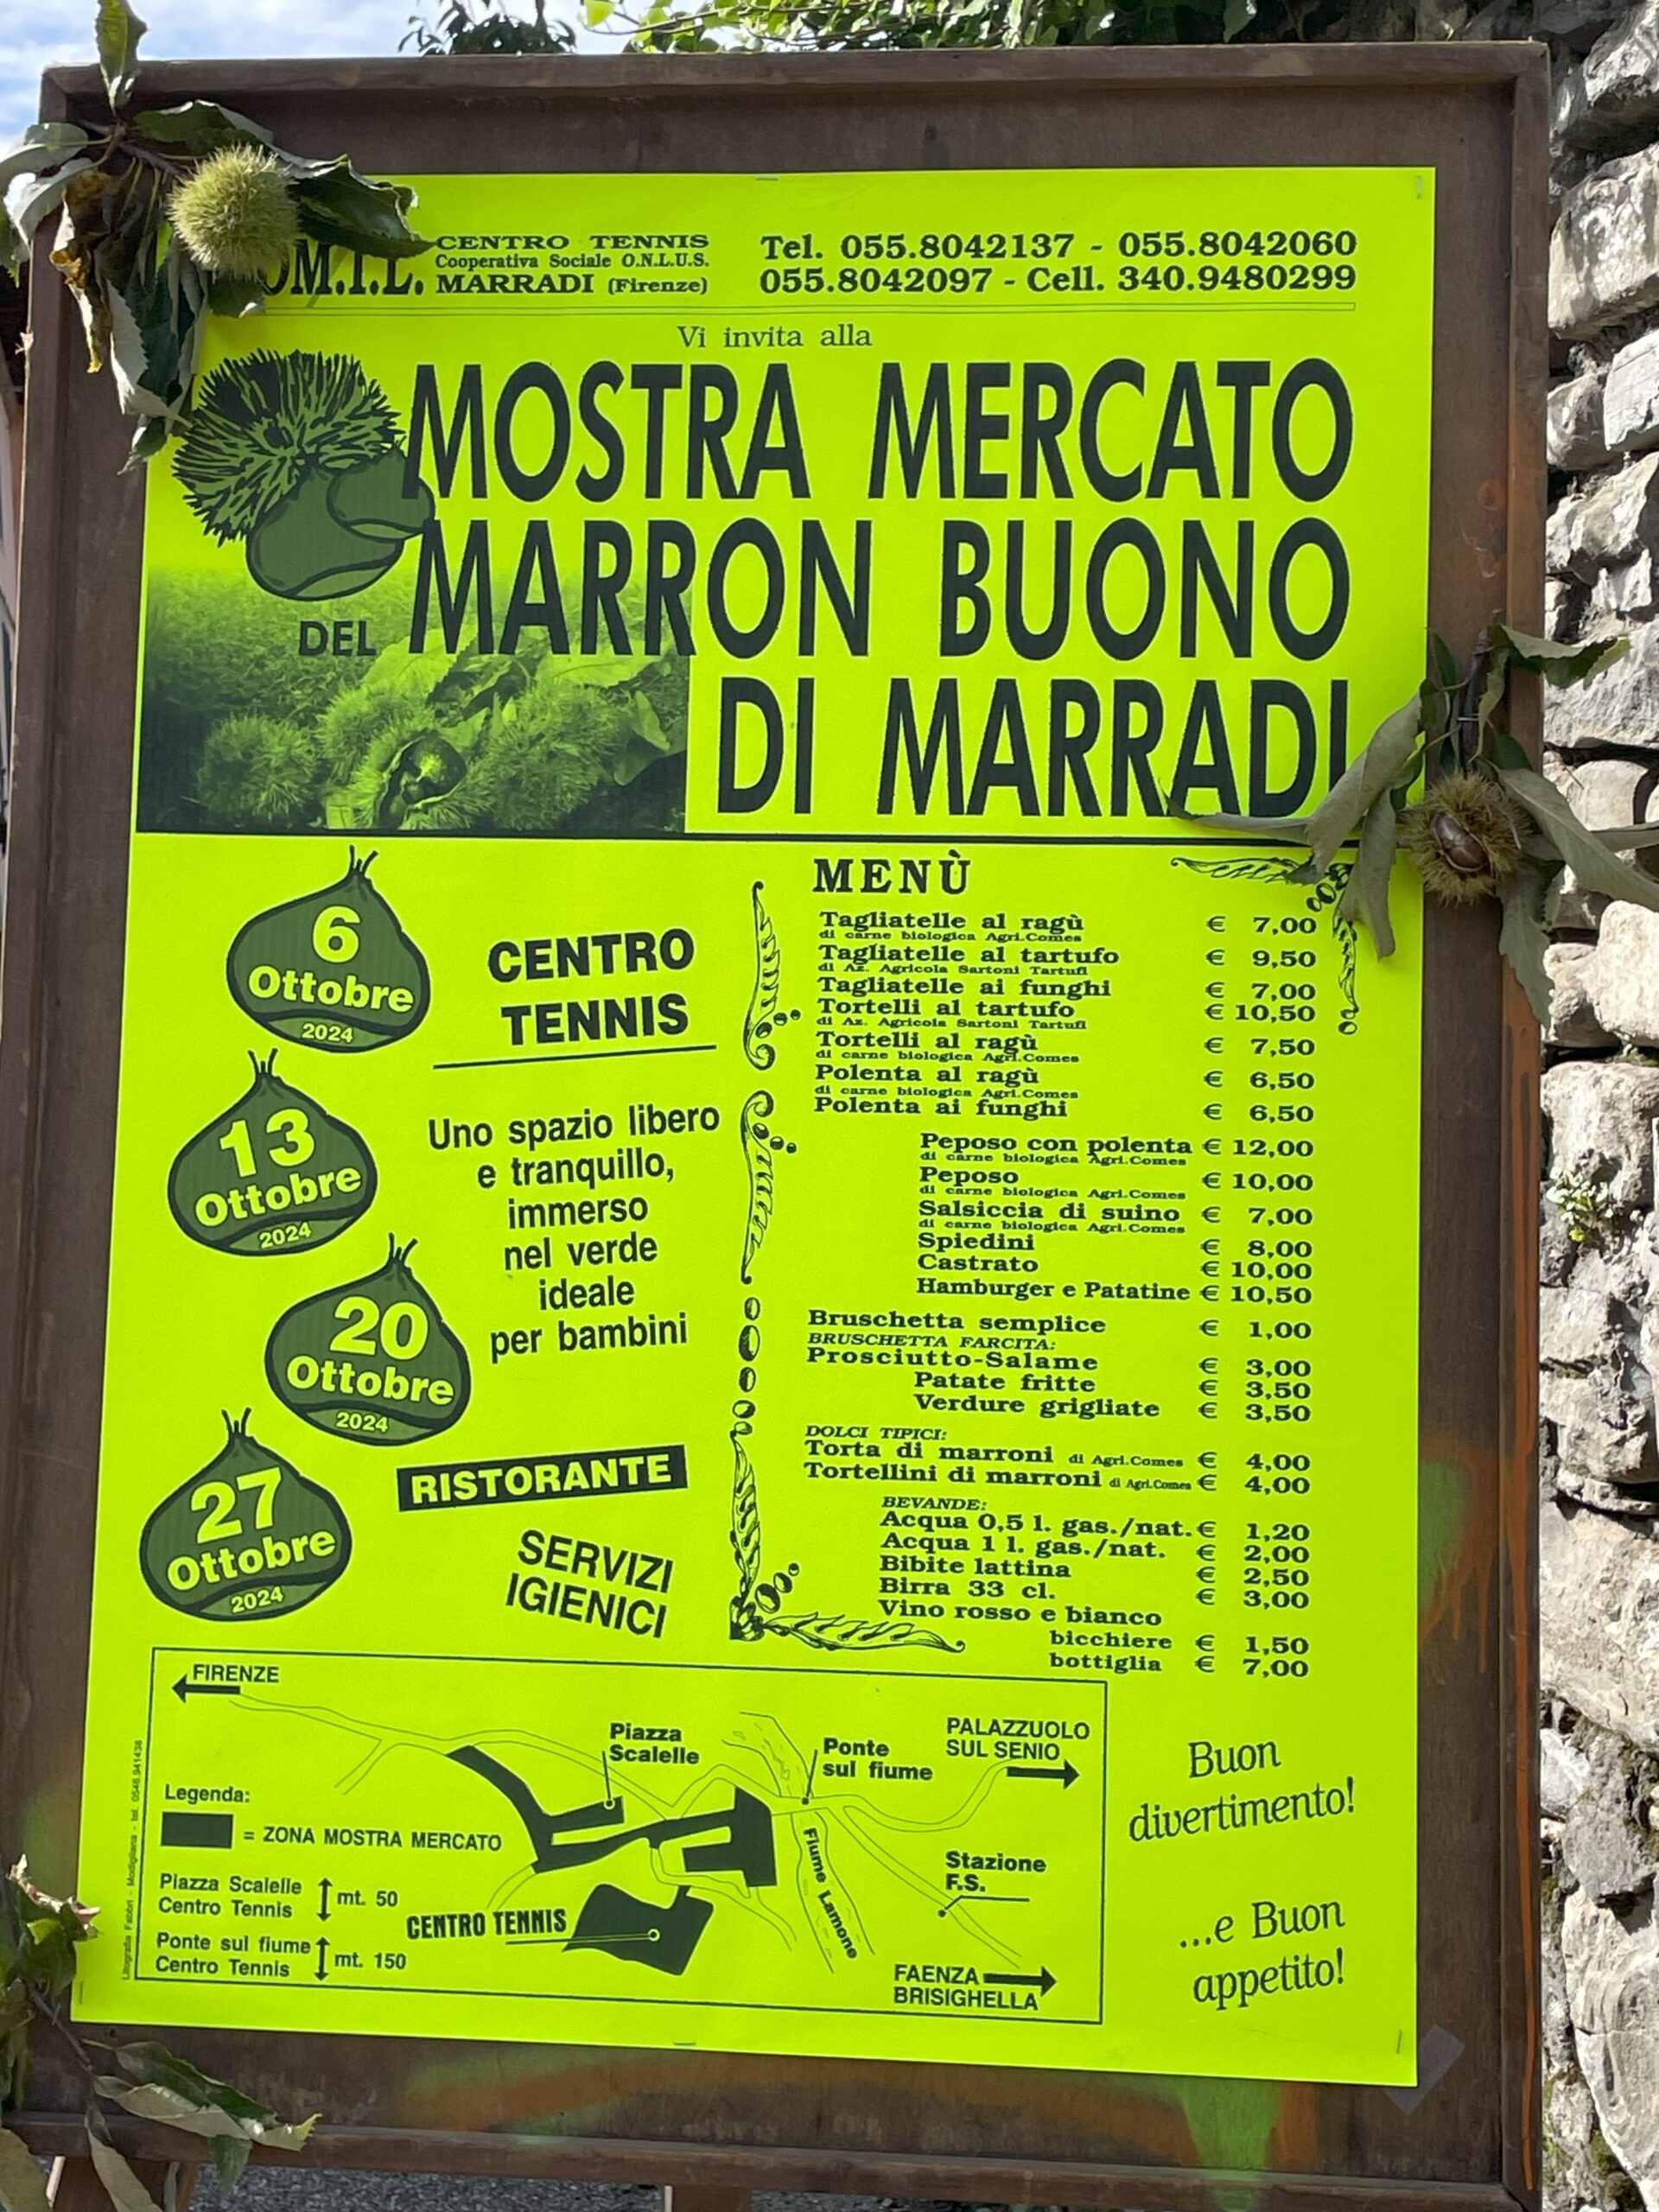 CENTRO TENNIS
Cooperativa Sociale O.N.L.U.S.
MARRADI (Firenze)
Tel. 055.8042137 - 055.8042060
055.8042097 - Cell. 340.9480299
Vi invita alla
MOSTRA MERCATO
DEL MARRON BUONO
DI MARRADI
6
Ottobre
2024
13
Ottobre
2024
20
Ottobre
2024
27
Ottobre
2024
CENTRO
TENNIS
Uno spazio libero
e tranquillo,
immerso
nel verde
ideale
per bambini
RISTORANTE
SERVIZI
IGIENICI
MENÙ
Tagliatelle al ragù € 7,00
di carne biologica Agri.Comes
Tagliatelle al tartufo € 9,50
di Az. Agricola Sartoni Tartufi
Tagliatelle ai funghi € 7,00
Tortelli al tartufo € 10,50
di Az. Agricola Sartoni Tartufi
Tortelli al ragù € 7,50
di carne biologica Agri.Comes
Polenta al ragù € 6,50
di carne biologica Agri.Comes
Polenta ai funghi € 6,50
Peposo con polenta € 12,00
di carne biologica Agri.Comes
Peposo € 10,00
di carne biologica Agri.Comes
Salsiccia di suino € 7,00
di carne biologica Agri.Comes
Spiedini € 8,00
Castrato € 10,00
Hamburger e Patatine € 10,50
Bruschetta semplice € 1,00
BRUSCHETTA FARCITA:
Prosciutto-Salame € 3,00
Patate fritte € 3,50
Verdure grigliate € 3,50
DOLCI TIPICI:
Torta di marroni di Agri.Comes € 4,00
Tortellini di marroni di Agri.Comes € 4,00
BEVANDE:
Acqua 0,5 l. gas./nat. € 1,20
Acqua 1 l. gas./nat. € 2,00
Bibite lattina € 2,50
Birra 33 cl. € 3,00
Vino rosso e bianco
bicchiere € 1,50
bottiglia € 7,00
FIRENZE
Piazza
Scalelle
Ponte
sul fiume
PALAZZUOLO
SUL SENIO
Legenda:
= ZONA MOSTRA MERCATO
Piazza Scalelle
Centro Tennis
mt. 50
Ponte sul fiume
Centro Tennis
mt. 150
CENTRO TENNIS
Fiume Lamone
Stazione
F.S.
FAENZA
BRISIGHELLA
Litografia Fabbri - Modigliana - tel. 0546.941438
Buon
divertimento!
...e Buon
appetito!